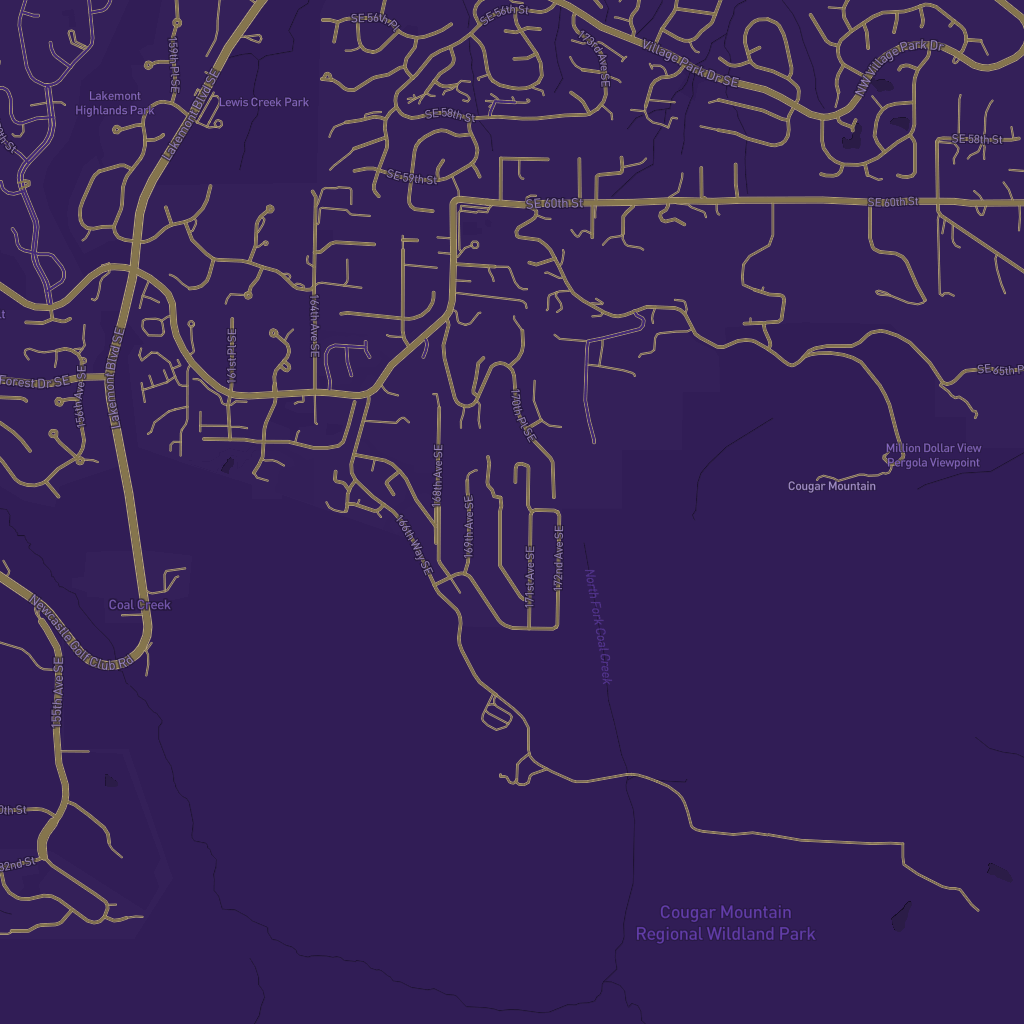 SE 56th Pl
SE 56th St
159th Pl SE
173rd Ave SE
Village Park Dr SE
NW Village Park Dr
Lakemont Blvd SE
Lakemont
Highlands Park
Lewis Creek Park
SE 58th St
SE 58th St
SE 59th St
SE 60th St
SE 60th St
164th Ave SE
161st Pl SE
Lakemont Blvd SE
Forest Dr SE
156th Ave SE
170th Pl SE
SE 65th P
Million Dollar View
Pergola Viewpoint
Cougar Mountain
168th Ave SE
169th Ave SE
166th Way SE
171st Ave SE
172nd Ave SE
North Fork Coal Creek
Coal Creek
Newcastle Golf Club Rd
155th Ave SE
0th St
82nd St
Cougar Mountain
Regional Wildland Park